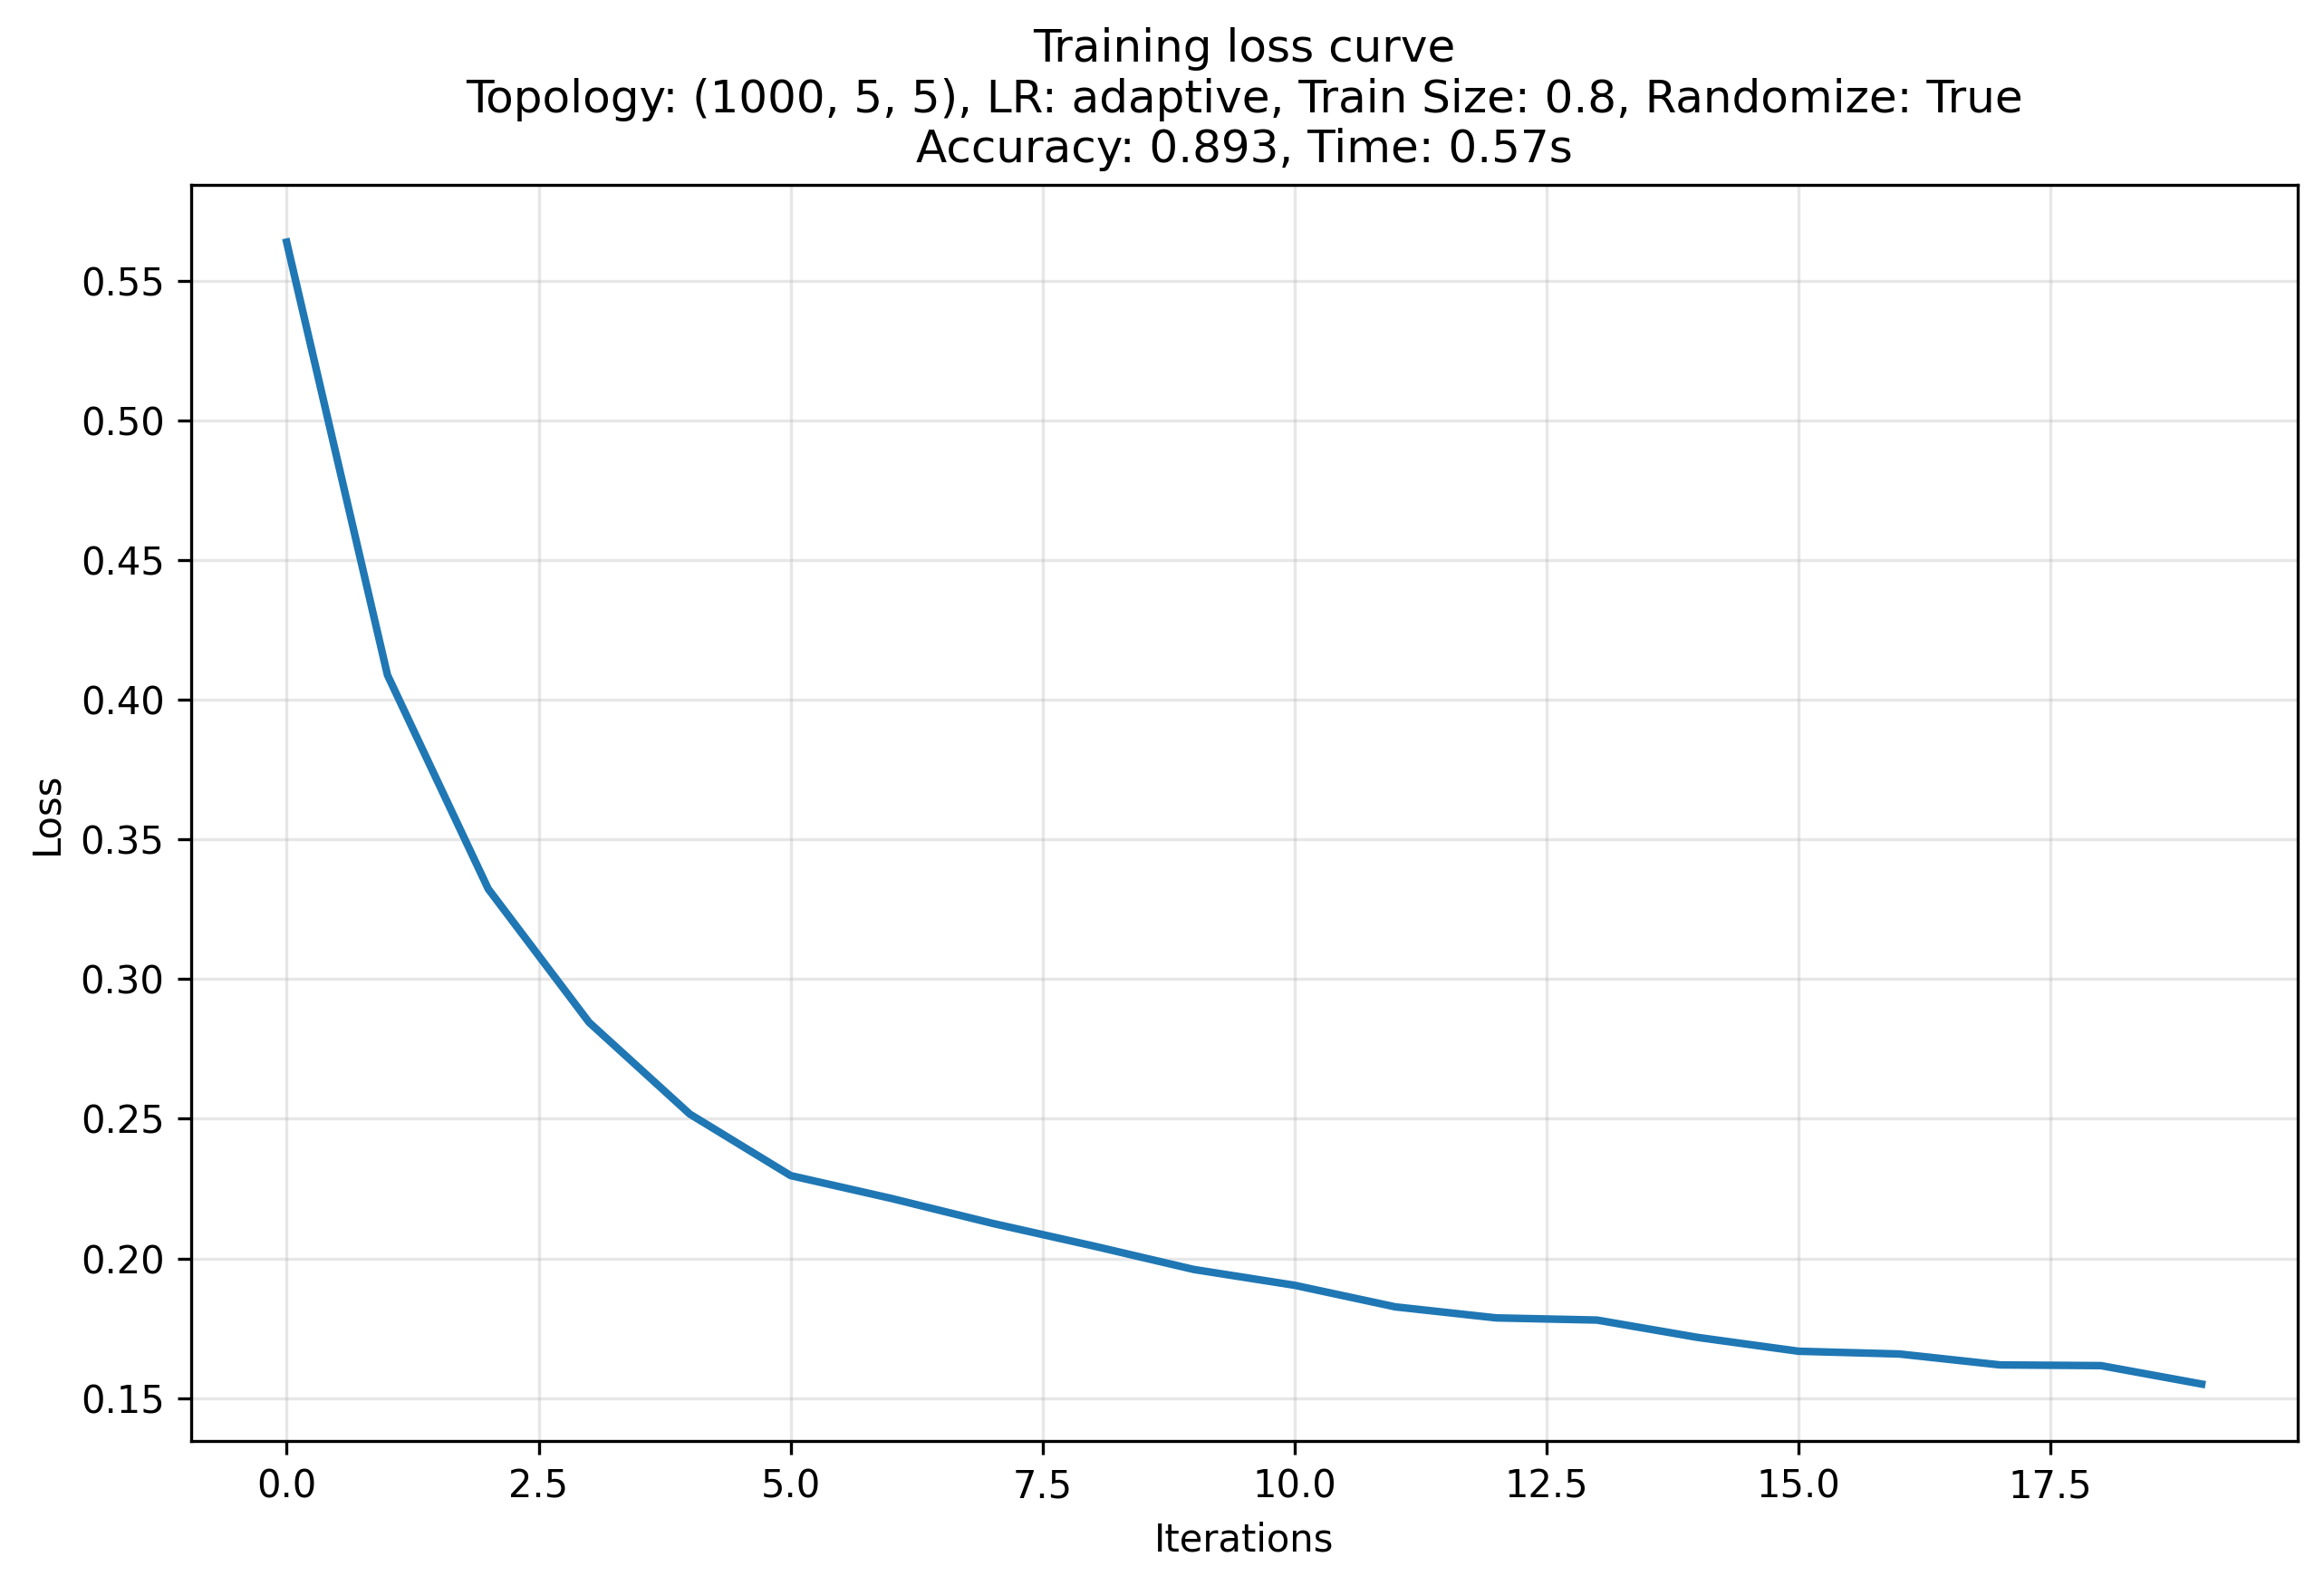 Training loss curve
Topology: (1000, 5, 5), LR: adaptive, Train Size: 0.8, Randomize: True
Accuracy: 0.893, Time: 0.57s
Loss
0.55
0.50
0.45
0.40
0.35
0.30
0.25
0.20
0.15
0.0 2.5 5.0 7.5 10.0 12.5 15.0 17.5
Iterations